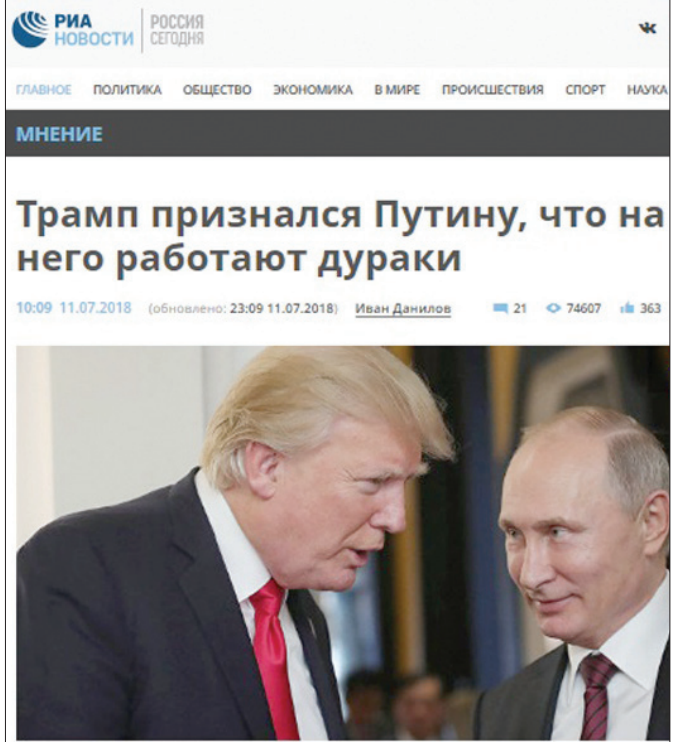 РИА
НОВОСТИ
РОССИЯ
СЕГОДНЯ
ГЛАВНОЕ ПОЛИТИКА ОБЩЕСТВО ЭКОНОМИКА В МИРЕ ПРОИСШЕСТВИЯ СПОРТ НАУКА
МНЕНИЕ
Трамп признался Путину, что на
него работают дураки
10:09 11.07.2018 (обновлено: 23:09 11.07.2018) Иван Данилов 21 74607 363